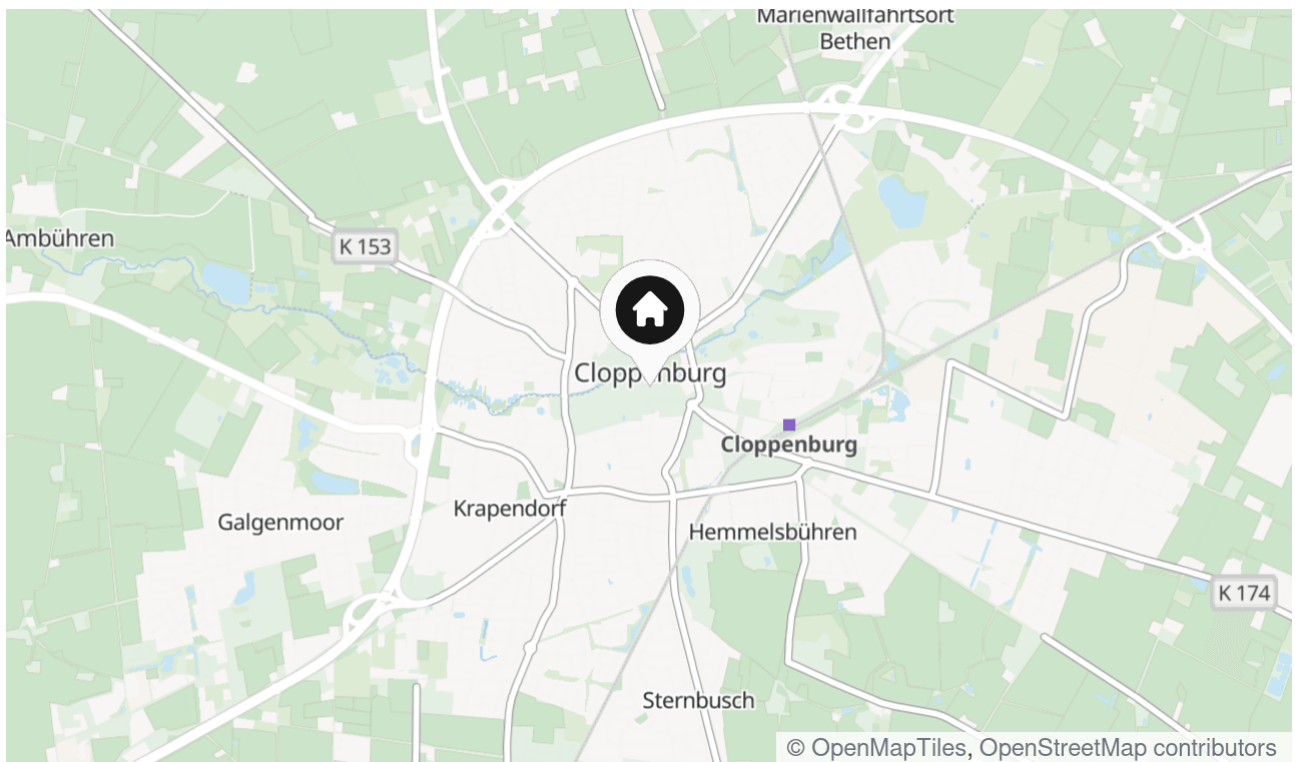 Marienwallfahrtsort
Bethen
Ambühren
K 153
Cloppenburg
Cloppenburg
Krapendorf
Galgenmoor
Hemmelsbühren
K 174
Sternbusch
© OpenMapTiles, OpenStreetMap contributors